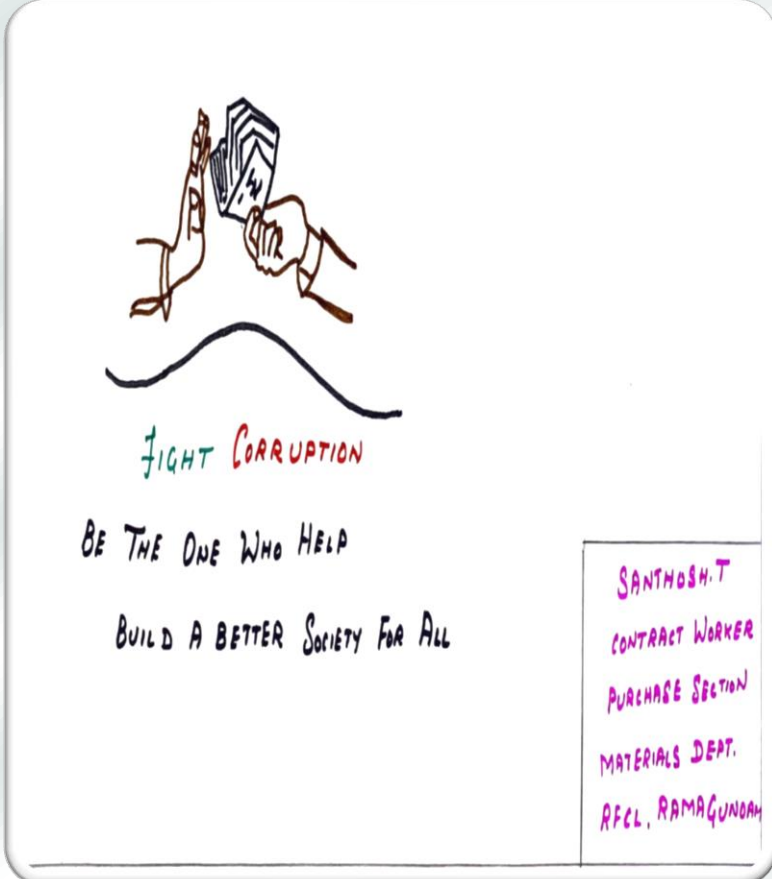 FIGHT CORRUPTION
BE THE ONE WHO HELP
BUILD A BETTER SOCIETY FOR ALL
SANTHOSH.T
CONTRACT WORKER
PURCHASE SECTION
MATERIALS DEPT.
RFCL, RAMAGUNDAM